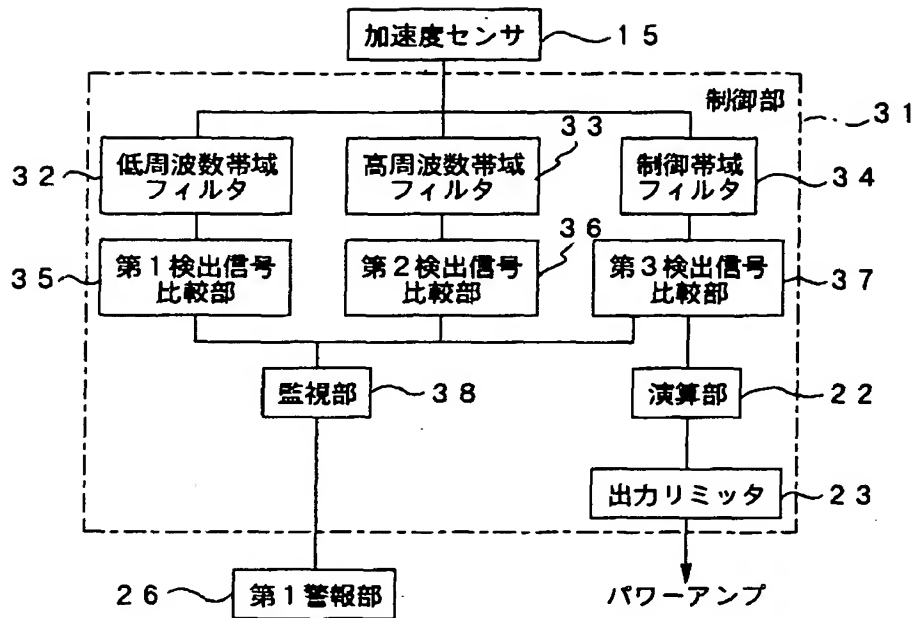 加速度センサ
15
制御部
31
33
32
低周波数帯域
フィルタ
高周波数帯域
フィルタ
制御帯域
フィルタ
34
36
35
第1検出信号
比較部
第2検出信号
比較部
第3検出信号
比較部
37
監視部
38
演算部
22
出力リミッタ
23
26
第1警報部
パワーアンプ